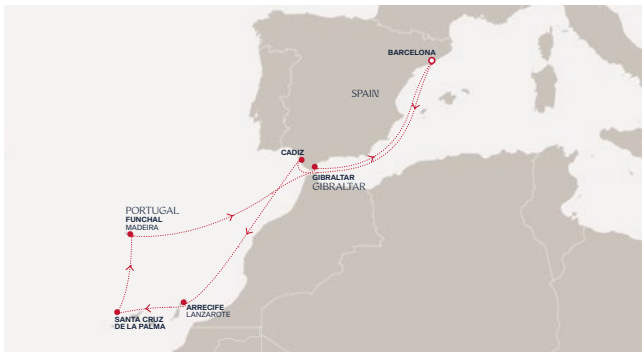 BARCELONA
SPAIN
CADIZ
GIBRALTAR
GIBRALTAR
PORTUGAL
FUNCHAL
MADEIRA
ARRECIFE
LANZAROTE
SANTA CRUZ
DE LA PALMA